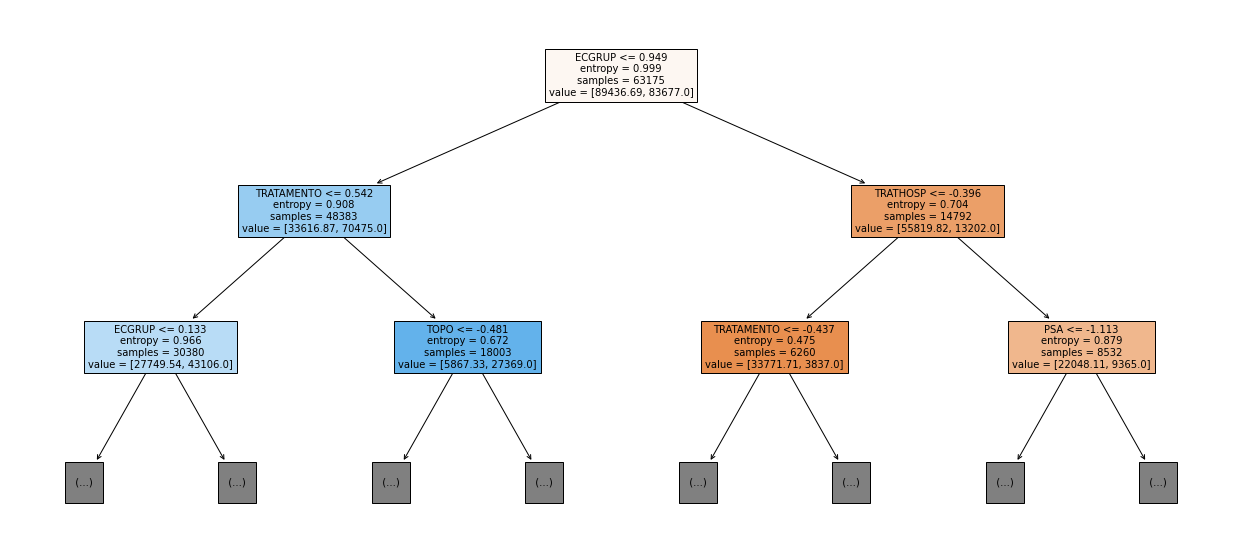 ECGRUP <= 0.949
entropy = 0.999
samples = 63175
value = [89436.69, 83677.0]
TRATAMENTO <= 0.542
entropy = 0.908
samples = 48383
value = [33616.87, 70475.0]
TRATHOSP <= -0.396
entropy = 0.704
samples = 14792
value = [55819.82, 13202.0]
ECGRUP <= 0.133
entropy = 0.966
samples = 30380
value = [27749.54, 43106.0]
TOPO <= -0.481
entropy = 0.672
samples = 18003
value = [5867.33, 27369.0]
TRATAMENTO <= -0.437
entropy = 0.475
samples = 6260
value = [33771.71, 3837.0]
PSA <= -1.113
entropy = 0.879
samples = 8532
value = [22048.11, 9365.0]
(...)
(...)
(...)
(...)
(...)
(...)
(...)
(...)